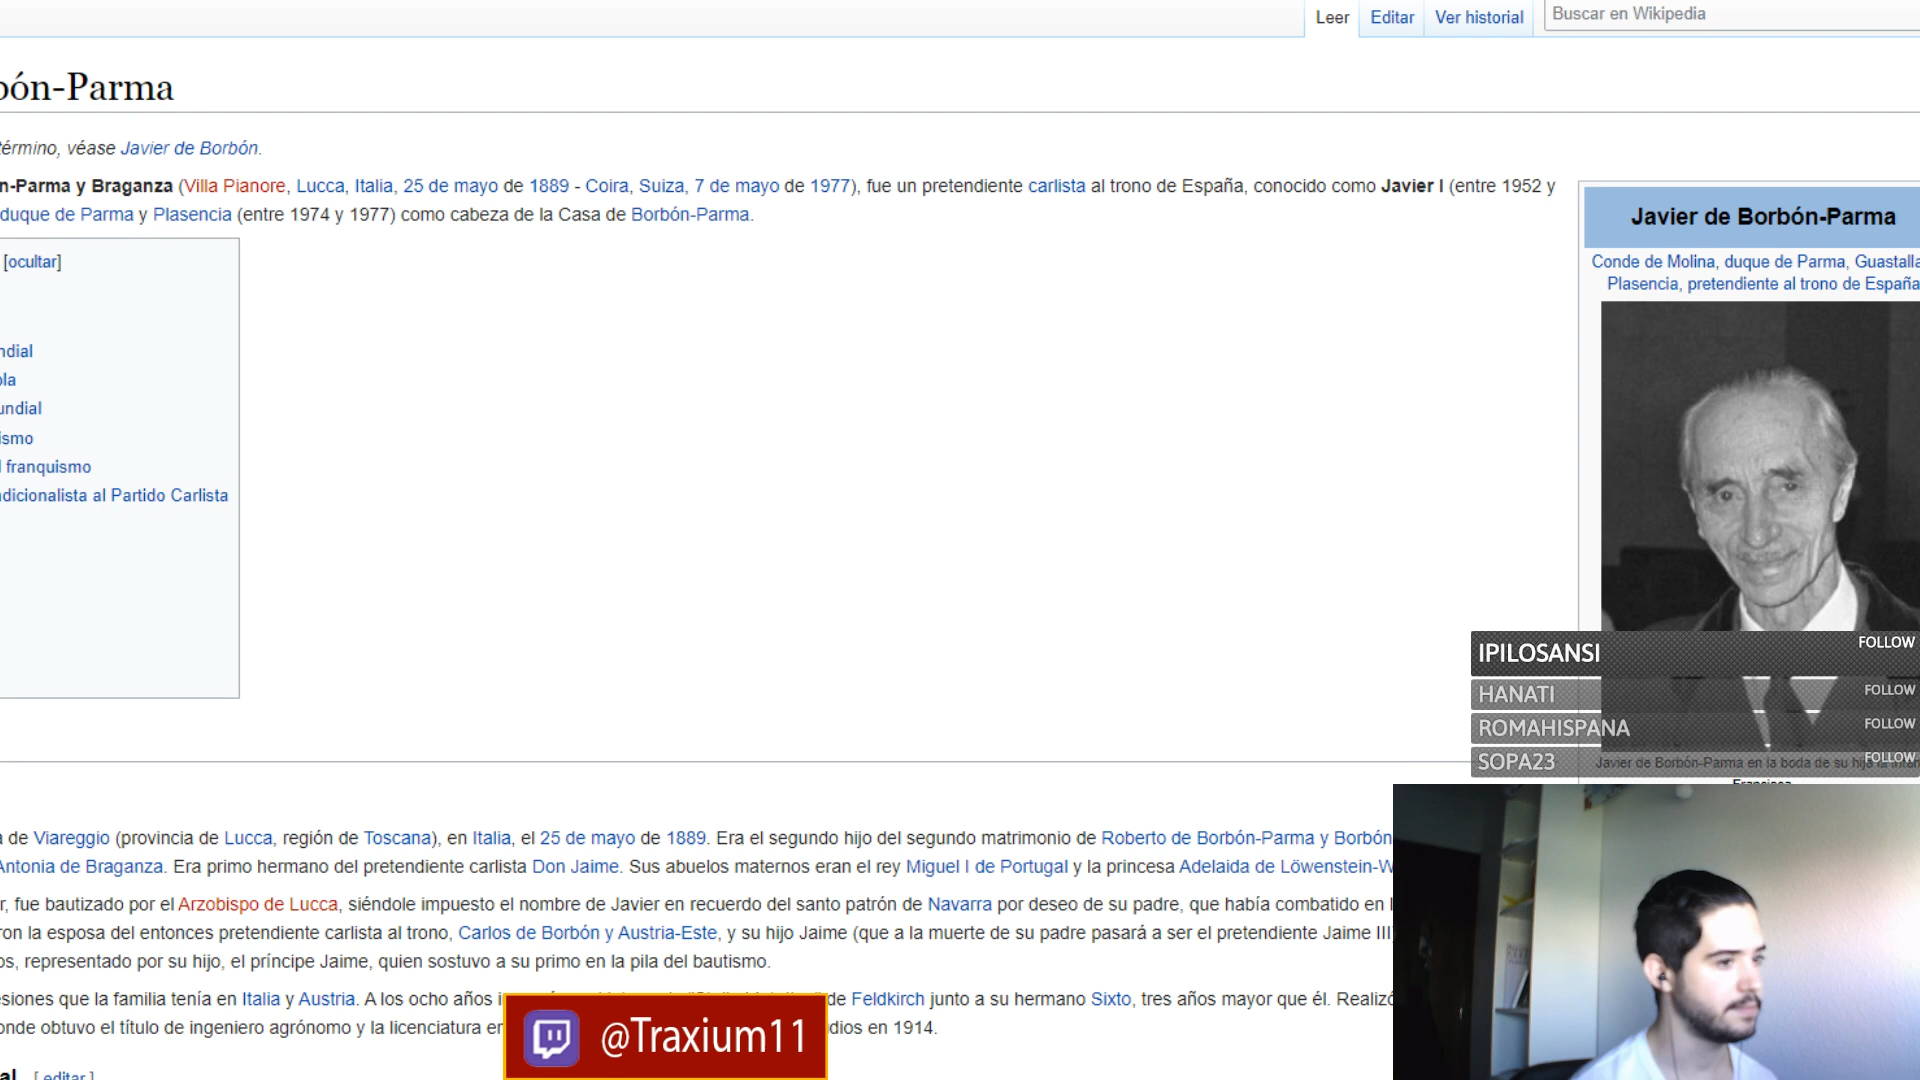 Leer Editar Ver historial Buscar en Wikipedia
bón-Parma
término, véase Javier de Borbón.
n-Parma y Braganza (Villa Pianore, Lucca, Italia, 25 de mayo de 1889 - Coira, Suiza, 7 de mayo de 1977), fue un pretendiente carlista al trono de España, conocido como Javier I (entre 1952 y
duque de Parma y Plasencia (entre 1974 y 1977) como cabeza de la Casa de Borbón-Parma.
[ocultar]
ndial
ola
undial
ismo
l franquismo
adicionalista al Partido Carlista
Javier de Borbón-Parma
Conde de Molina, duque de Parma, Guastalla
Plasencia, pretendiente al trono de España
IPILOSANSI FOLLOW
HANATI FOLLOW
ROMAHISPANA FOLLOW
SOPA23 FOLLOW
Javier de Borbón-Parma en la boda de su hija la infan
Francisca
a de Viareggio (provincia de Lucca, región de Toscana), en Italia, el 25 de mayo de 1889. Era el segundo hijo del segundo matrimonio de Roberto de Borbón-Parma y Borbón
Antonia de Braganza. Era primo hermano del pretendiente carlista Don Jaime. Sus abuelos maternos eran el rey Miguel I de Portugal y la princesa Adelaida de Löwenstein-W
r, fue bautizado por el Arzobispo de Lucca, siéndole impuesto el nombre de Javier en recuerdo del santo patrón de Navarra por deseo de su padre, que había combatido en l
ron la esposa del entonces pretendiente carlista al trono, Carlos de Borbón y Austria-Este, y su hijo Jaime (que a la muerte de su padre pasará a ser el pretendiente Jaime III
os, representado por su hijo, el príncipe Jaime, quien sostuvo a su primo en la pila del bautismo.
esiones que la familia tenía en Italia y Austria. A los ocho años de Feldkirch junto a su hermano Sixto, tres años mayor que él. Realizó
onde obtuvo el título de ingeniero agrónomo y la licenciatura en dios en 1914.
@Traxium11
al [ editar ]